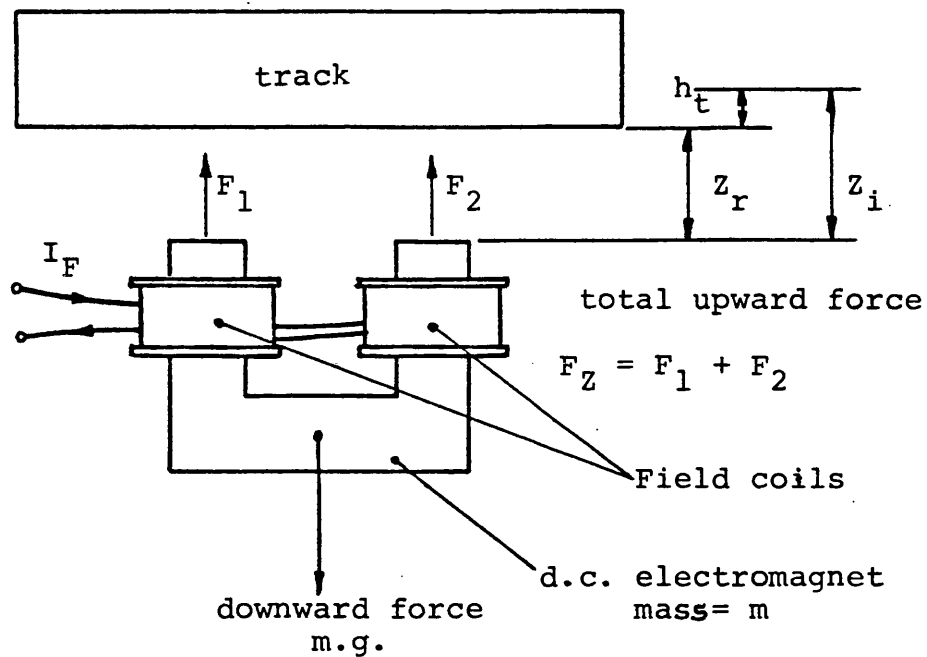 track
h_t
F_1
F_2
Z_r
Z_i
I_F
total upward force
F_Z = F_1 + F_2
Field coils
d.c. electromagnet
mass= m
downward force
m.g.